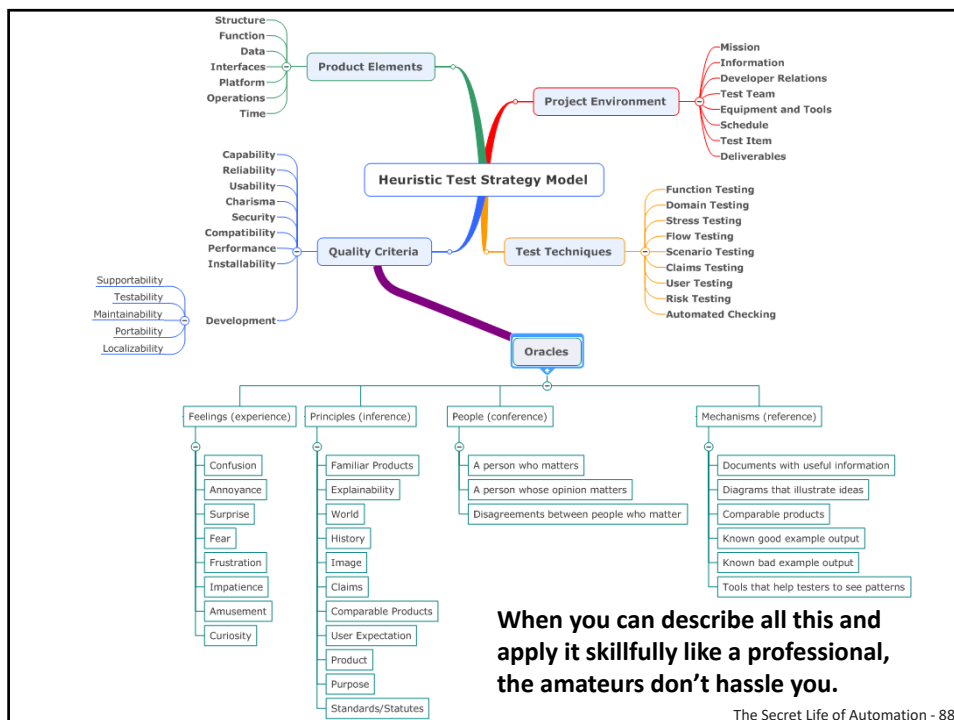 Structure
Function
Data
Interfaces
Platform
Operations
Time
Product Elements
Mission
Information
Developer Relations
Test Team
Equipment and Tools
Schedule
Test Item
Deliverables
Project Environment
Heuristic Test Strategy Model
Capability
Reliability
Usability
Charisma
Security
Compatibility
Performance
Installability
Quality Criteria
Supportability
Testability
Maintainability
Portability
Localizability
Development
Function Testing
Domain Testing
Stress Testing
Flow Testing
Scenario Testing
Claims Testing
User Testing
Risk Testing
Automated Checking
Test Techniques
Oracles
Feelings (experience)
Confusion
Annoyance
Surprise
Fear
Frustration
Impatience
Amusement
Curiosity
Principles (inference)
Familiar Products
Explainability
World
History
Image
Claims
Comparable Products
User Expectation
Product
Purpose
Standards/Statutes
People (conference)
A person who matters
A person whose opinion matters
Disagreements between people who matter
Mechanisms (reference)
Documents with useful information
Diagrams that illustrate ideas
Comparable products
Known good example output
Known bad example output
Tools that help testers to see patterns
When you can describe all this and
apply it skillfully like a professional,
the amateurs don’t hassle you.
The Secret Life of Automation - 88